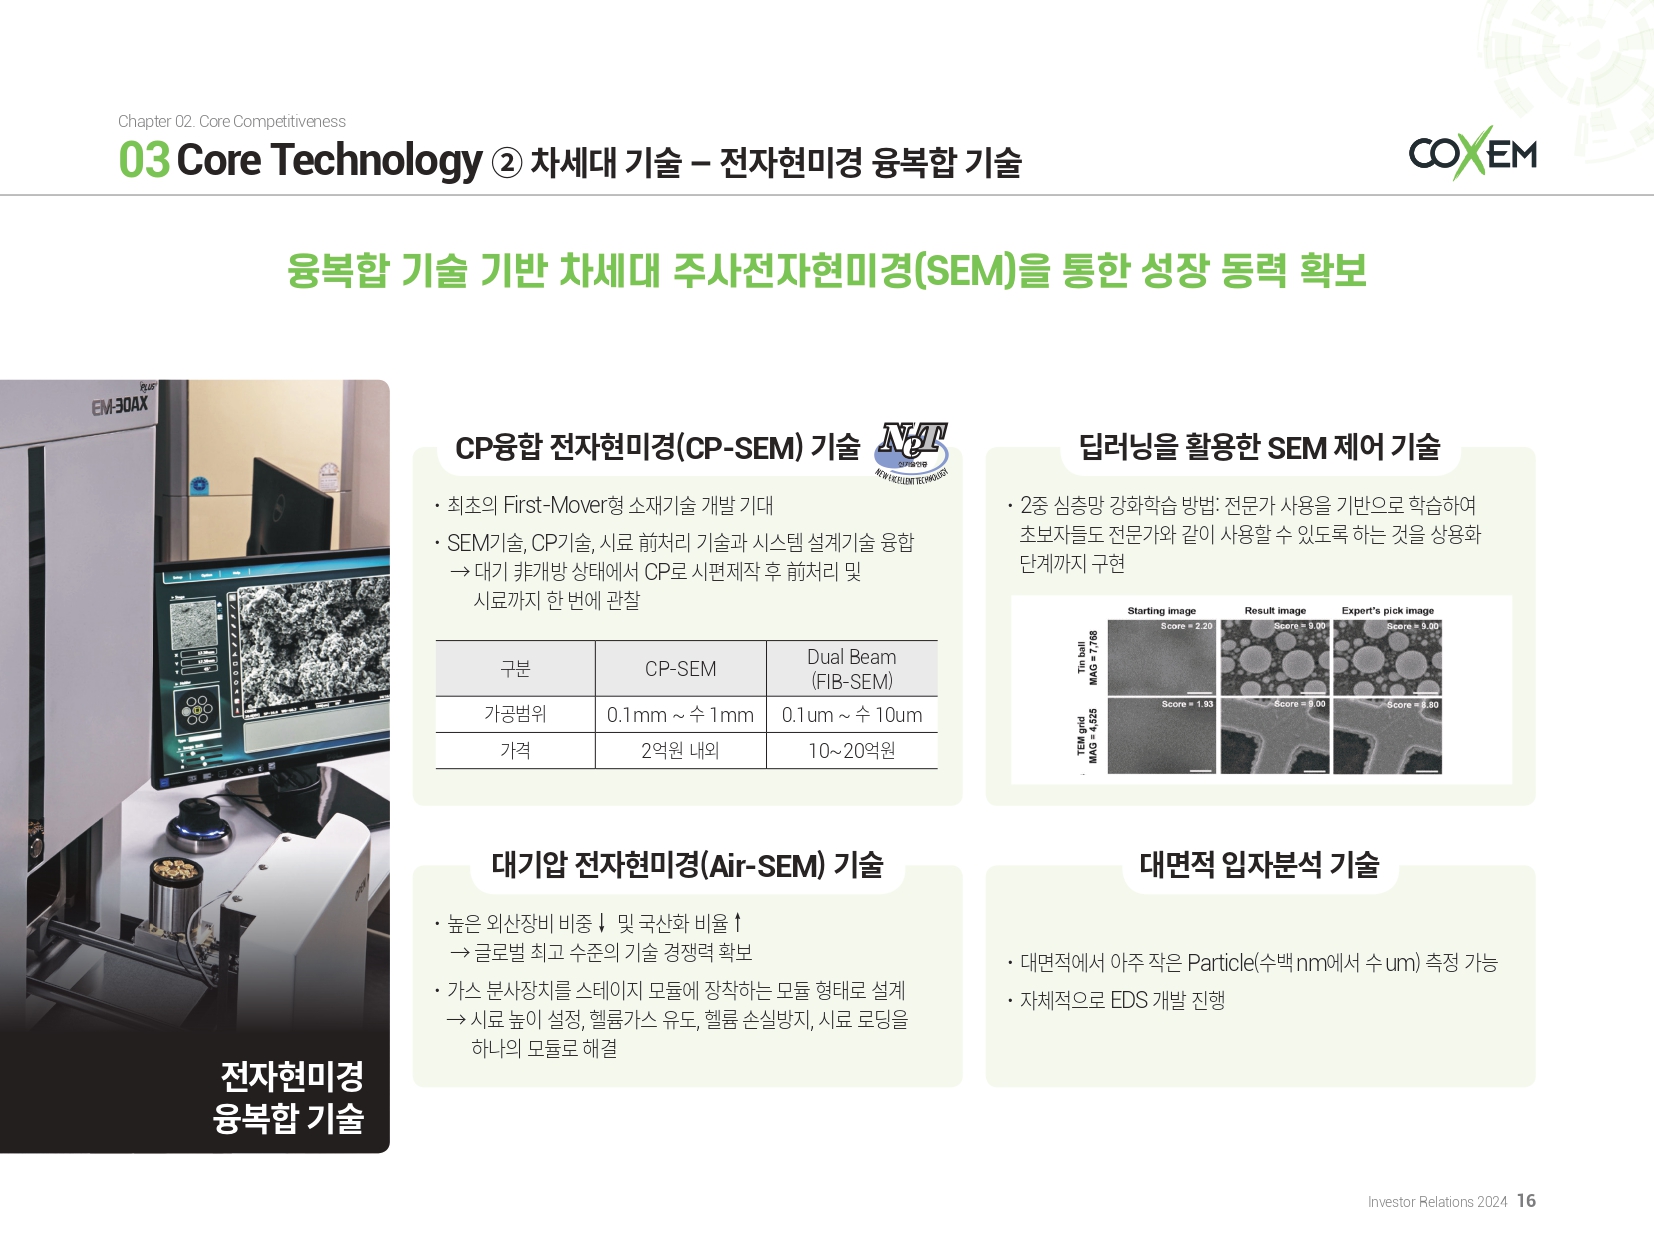 Chapter 02. Core Competitiveness
03 Core Technology ② 차세대 기술 – 전자현미경 융복합 기술
COXEM
융복합 기술 기반 차세대 주사전자현미경(SEM)을 통한 성장 동력 확보
PLUS
EM-30AX
전자현미경
융복합 기술
CP융합 전자현미경(CP-SEM) 기술
NeT
신기술인증
NEW EXCELLENT TECHNOLOGY
· 최초의 First-Mover형 소재기술 개발 기대
· SEM기술, CP기술, 시료 前처리 기술과 시스템 설계기술 융합
→ 대기 非개방 상태에서 CP로 시편제작 후 前처리 및
시료까지 한 번에 관찰
구분 CP-SEM Dual Beam
(FIB-SEM)
가공범위 0.1mm ~ 수 1mm 0.1um ~ 수 10um
가격 2억원 내외 10~20억원
딥러닝을 활용한 SEM 제어 기술
· 2중 심층망 강화학습 방법: 전문가 사용을 기반으로 학습하여
초보자들도 전문가와 같이 사용할 수 있도록 하는 것을 상용화
단계까지 구현
Starting image Result image Expert's pick image
Tin ball
MAG = 7,768
Score = 2.20 Score = 9.00 Score = 9.00
TEM grid
MAG = 4,525
Score = 1.93 Score = 9.00 Score = 8.80
대기압 전자현미경(Air-SEM) 기술
· 높은 외산장비 비중↓ 및 국산화 비율↑
→ 글로벌 최고 수준의 기술 경쟁력 확보
· 가스 분사장치를 스테이지 모듈에 장착하는 모듈 형태로 설계
→ 시료 높이 설정, 헬륨가스 유도, 헬륨 손실방지, 시료 로딩을
하나의 모듈로 해결
대면적 입자분석 기술
· 대면적에서 아주 작은 Particle(수백 nm에서 수 um) 측정 가능
· 자체적으로 EDS 개발 진행
Investor Relations 2024 16